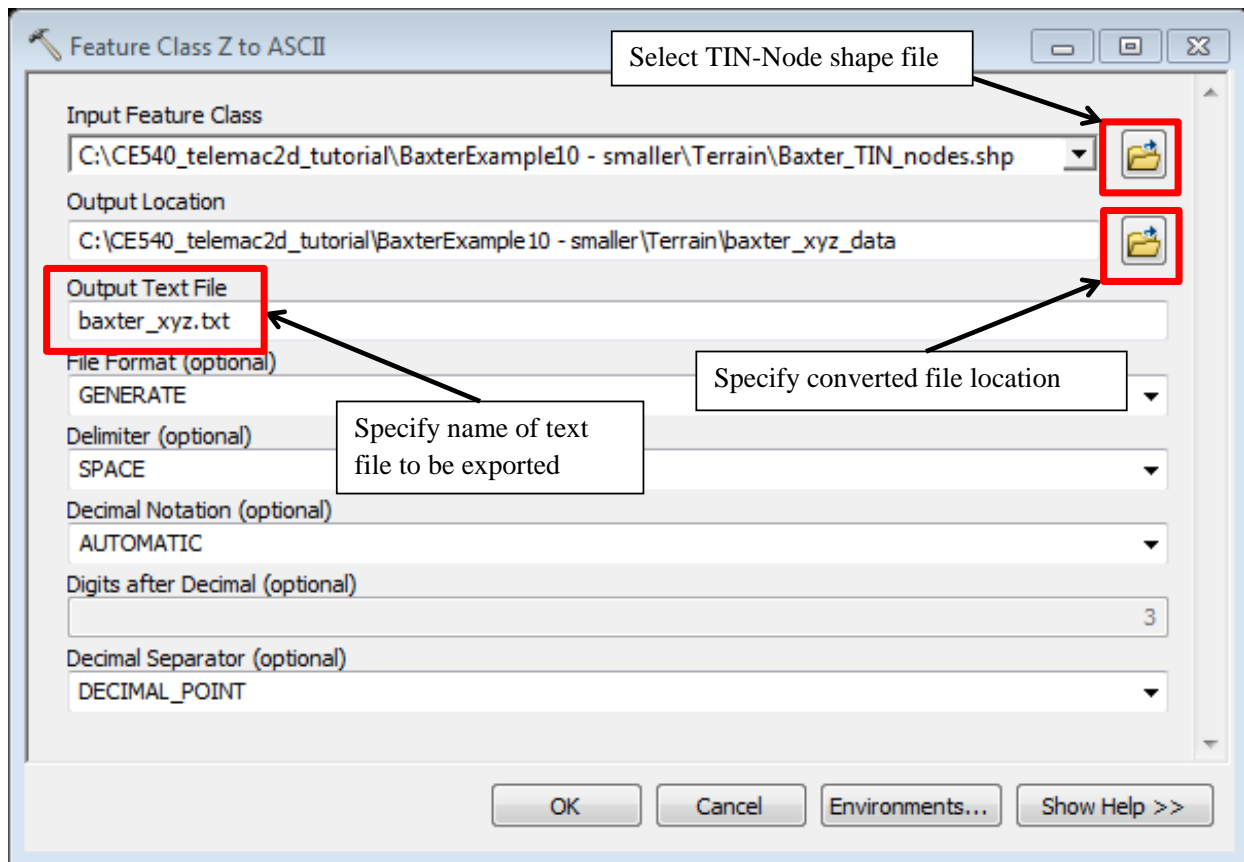 Feature Class Z to ASCII
Select TIN-Node shape file
Input Feature Class
C:\CE540_telemac2d_tutorial\BaxterExample10 - smaller\Terrain\Baxter_TIN_nodes.shp
Output Location
C:\CE540_telemac2d_tutorial\BaxterExample10 - smaller\Terrain\baxter_xyz_data
Output Text File
baxter_xyz.txt
File Format (optional)
GENERATE
Specify converted file location
Delimiter (optional)
SPACE
Specify name of text
file to be exported
Decimal Notation (optional)
AUTOMATIC
Digits after Decimal (optional)
3
Decimal Separator (optional)
DECIMAL_POINT
OK
Cancel
Environments...
Show Help >>